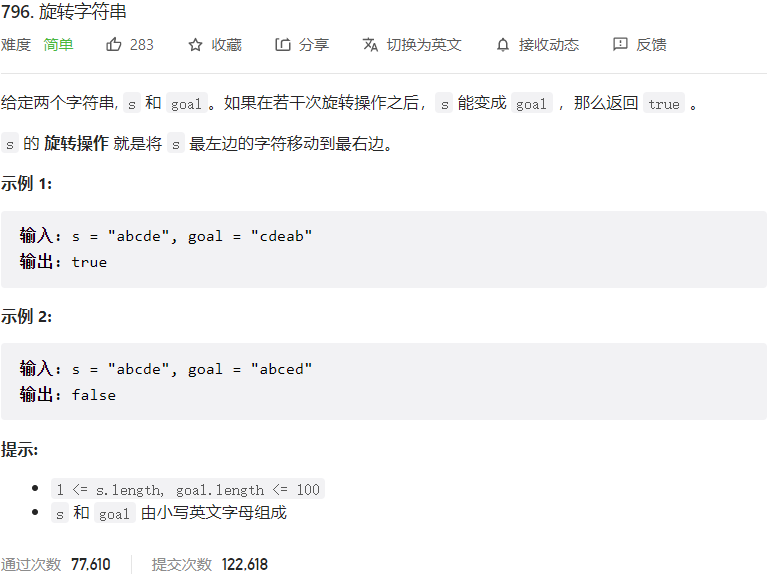 796. 旋转字符串
难度 简单 283 收藏 分享 切换为英文 接收动态 反馈
给定两个字符串, s 和 goal。如果在若干次旋转操作之后，s 能变成 goal ，那么返回 true 。
s 的 旋转操作 就是将 s 最左边的字符移动到最右边。
示例 1:
输入: s = "abcde", goal = "cdeab"
输出: true
示例 2:
输入: s = "abcde", goal = "abced"
输出: false
提示:
• 1 <= s.length, goal.length <= 100
• s 和 goal 由小写英文字母组成
通过次数 77,610 提交次数 122,618